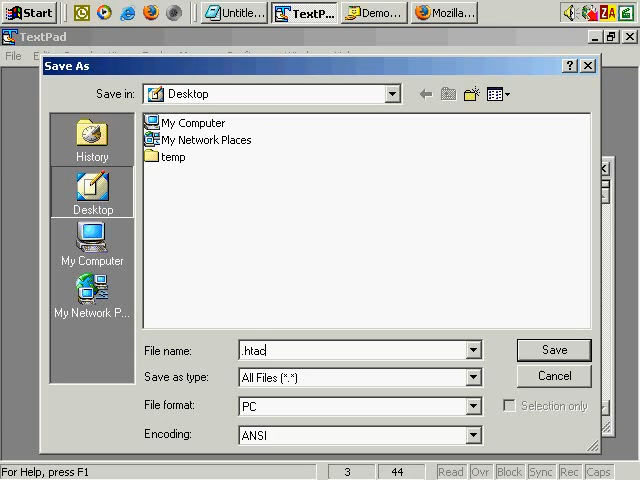 Start Untitle... TextP... Demo... Mozilla... ZA
TextPad
File
Save As
Save in: Desktop
History
Desktop
My Computer
My Network P...
My Computer
My Network Places
temp
File name: .htac
Save
Save as type: All Files (*.*)
Cancel
File format: PC
Selection only
Encoding: ANSI
For Help, press F1 3 44 Read Ovr Block Sync Rec Caps